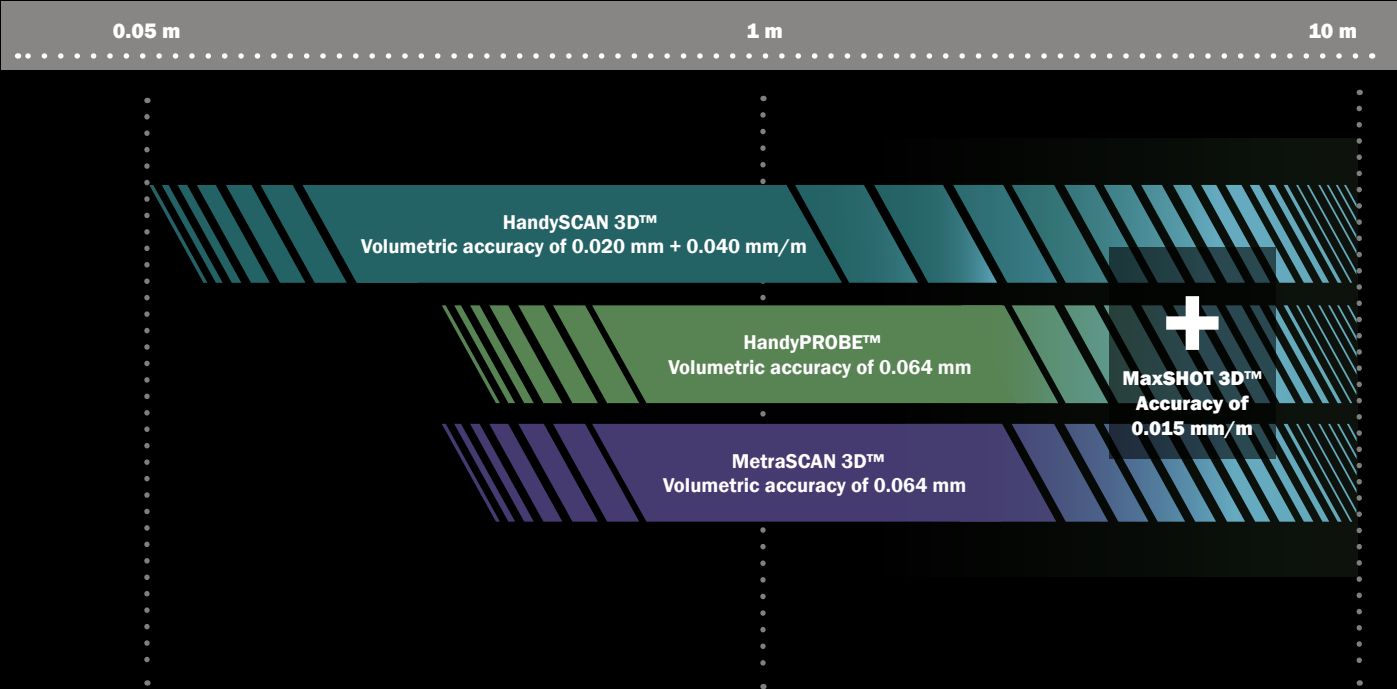 0.05 m
1 m
10 m
HandySCAN 3D™
Volumetric accuracy of 0.020 mm + 0.040 mm/m
HandyPROBE™
Volumetric accuracy of 0.064 mm
MaxSHOT 3D™
Accuracy of
0.015 mm/m
MetraSCAN 3D™
Volumetric accuracy of 0.064 mm